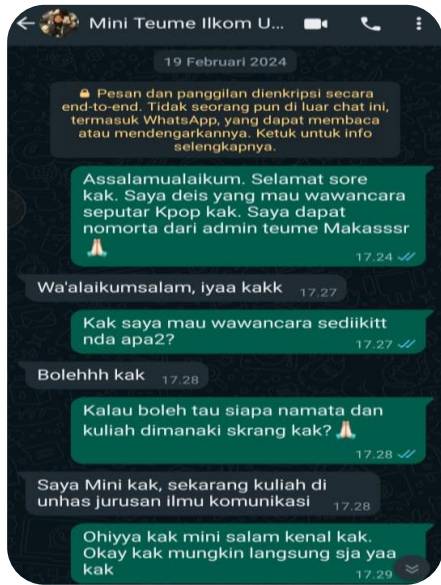 Mini Teume Ilkom U...
19 Februari 2024
Pesan dan panggilan dienkripsi secara
end-to-end. Tidak seorang pun di luar chat ini,
termasuk WhatsApp, yang dapat membaca
atau mendengarkannya. Ketuk untuk info
selengkapnya.
Assalamualaikum. Selamat sore
kak. Saya deis yang mau wawancara
seputar Kpop kak. Saya dapat
nomorta dari admin teume Makasssr
🙏🏻
17.24
Wa'alaikumsalam, iyaa kakk 17.27
Kak saya mau wawancara sediikitt
nda apa2? 17.27
Bolehhh kak 17.28
Kalau boleh tau siapa namata dan
kuliah dimanaki skrang kak? 🙏🏻
17.28
Saya Mini kak, sekarang kuliah di
unhas jurusan ilmu komunikasi 17.28
Ohiyya kak mini salam kenal kak.
Okay kak mungkin langsung sja yaa
kak 17.29